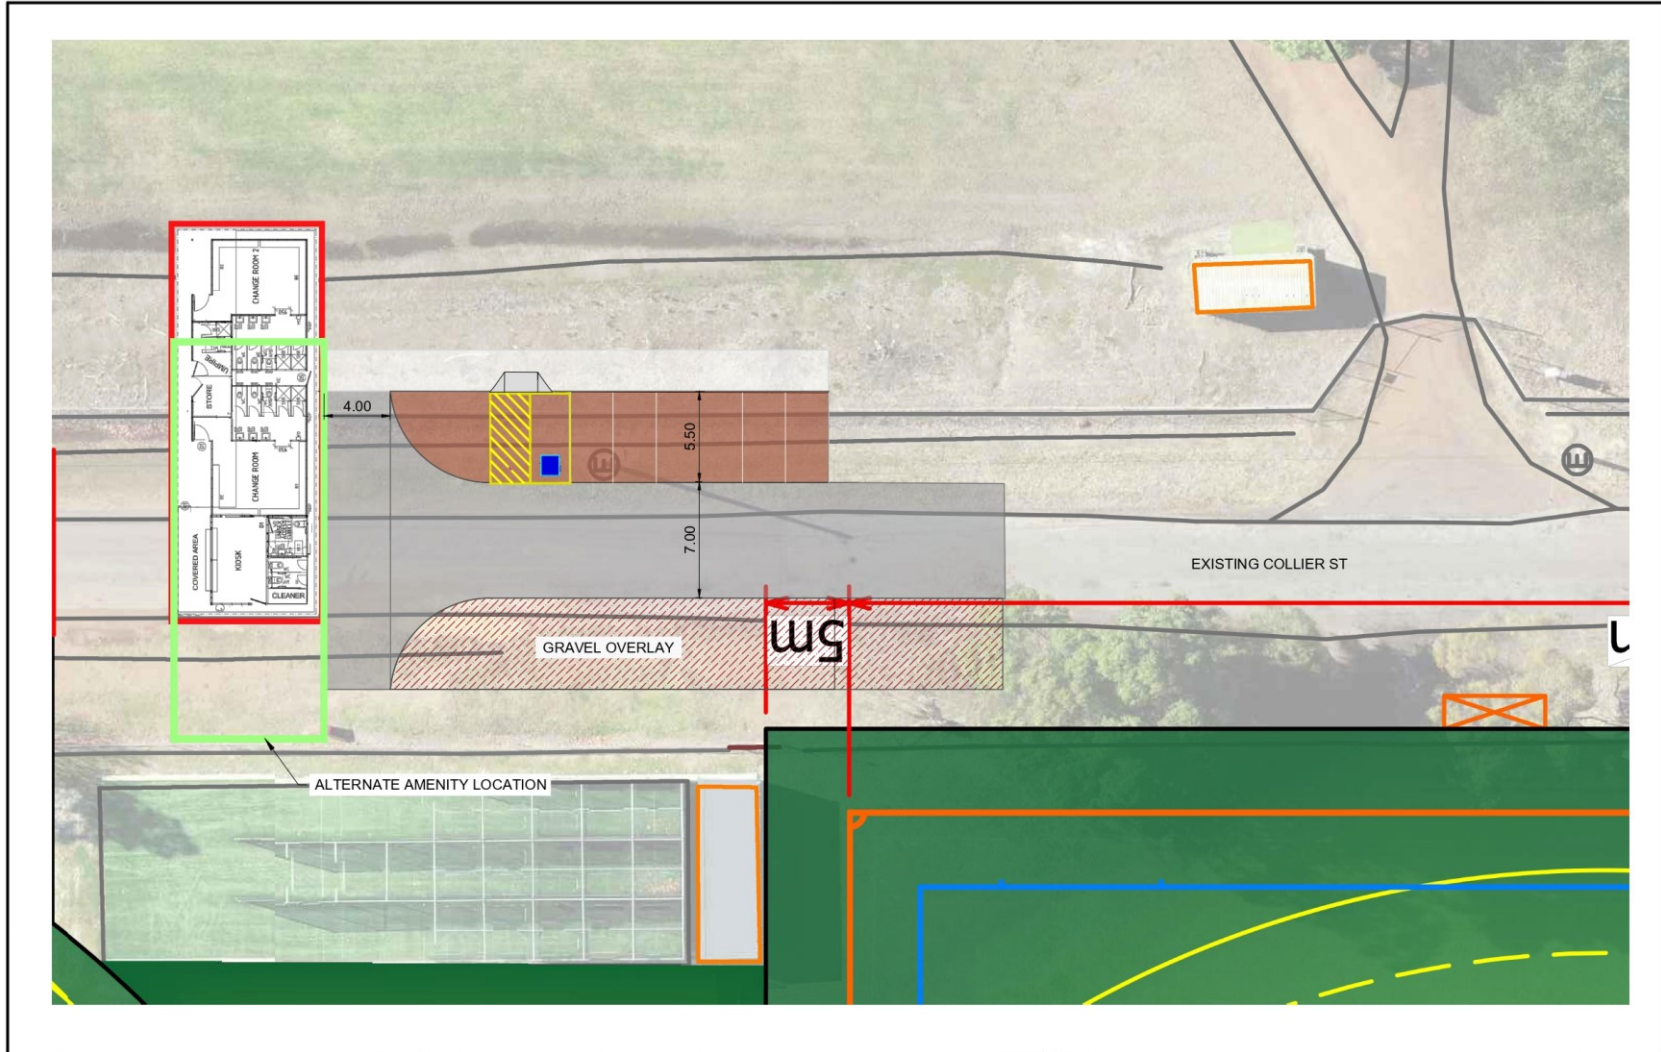 CHANGE ROOM 2
UMPIRE
STORE
CHANGE ROOM
COVERED AREA
KIOSK
CLEANER
4.00
5.50
7.00
E
E
EXISTING COLLIER ST
GRAVEL OVERLAY
5m
ALTERNATE AMENITY LOCATION